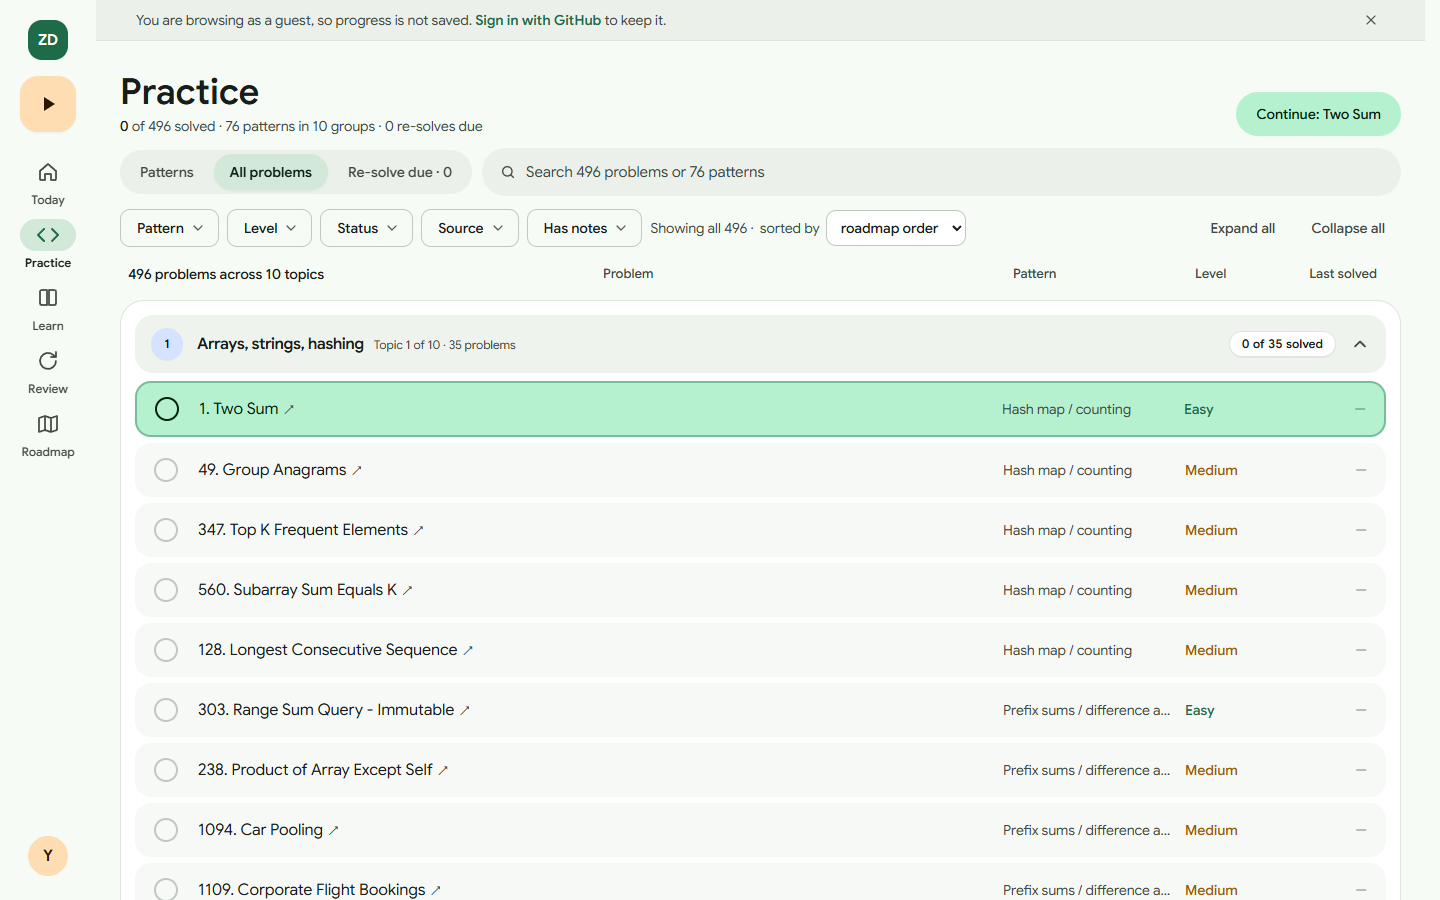 You are browsing as a guest, so progress is not saved. Sign in with GitHub to keep it.
ZD
Today
Practice
Learn
Review
Roadmap
Y
Practice
0 of 496 solved · 76 patterns in 10 groups · 0 re-solves due
Continue: Two Sum
Patterns All problems Re-solve due · 0
Search 496 problems or 76 patterns
Pattern Level Status Source Has notes Showing all 496 · sorted by roadmap order Expand all Collapse all
496 problems across 10 topics Problem Pattern Level Last solved
1 Arrays, strings, hashing Topic 1 of 10 · 35 problems 0 of 35 solved
1. Two Sum ↗ Hash map / counting Easy —
49. Group Anagrams ↗ Hash map / counting Medium —
347. Top K Frequent Elements ↗ Hash map / counting Medium —
560. Subarray Sum Equals K ↗ Hash map / counting Medium —
128. Longest Consecutive Sequence ↗ Hash map / counting Medium —
303. Range Sum Query - Immutable ↗ Prefix sums / difference a... Easy —
238. Product of Array Except Self ↗ Prefix sums / difference a... Medium —
1094. Car Pooling ↗ Prefix sums / difference a... Medium —
1109. Corporate Flight Bookings ↗ Prefix sums / difference a... Medium —